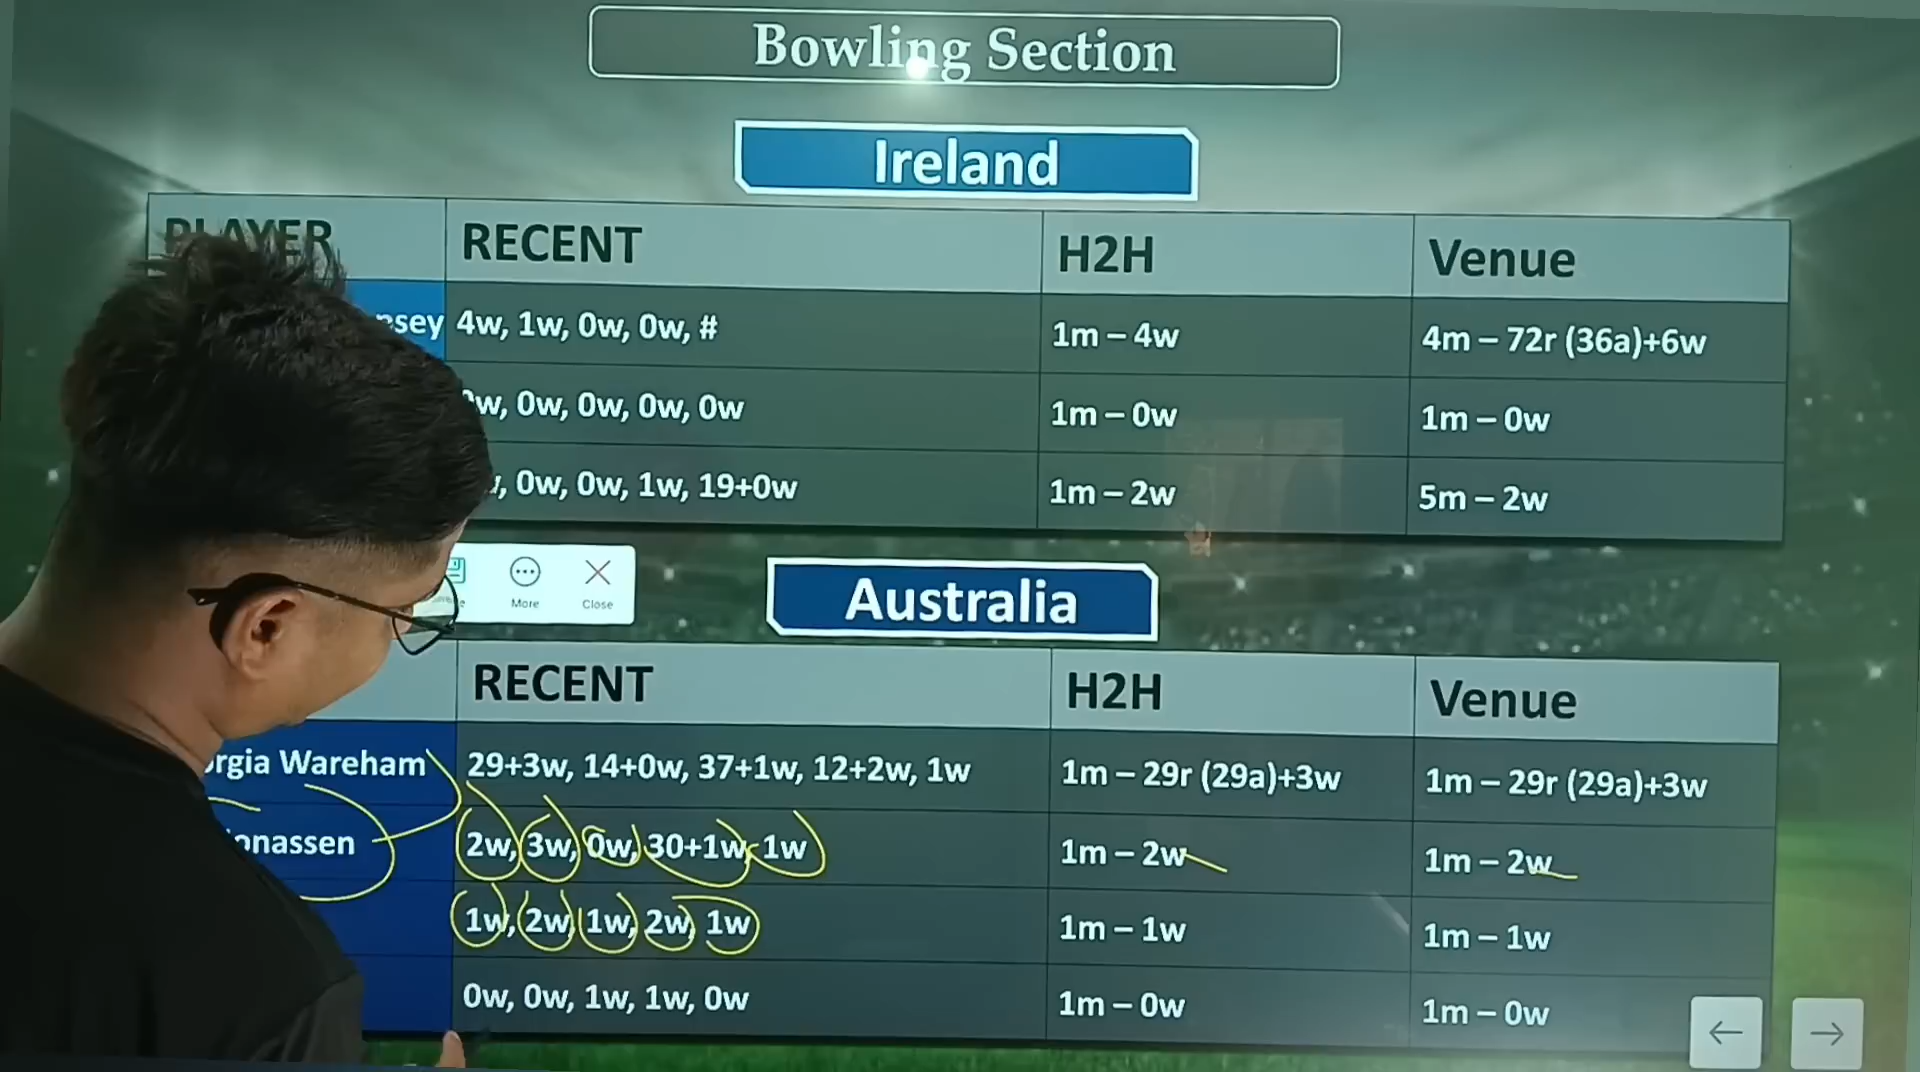 Bowling Section
Ireland
PLAYER RECENT H2H Venue
4w, 1w, 0w, 0w, # 1m – 4w 4m – 72r (36a)+6w
0w, 0w, 0w, 0w 1m – 0w 1m – 0w
0w, 0w, 1w, 19+0w 1m – 2w 5m – 2w
More Close
Australia
RECENT H2H Venue
Wareham 29+3w, 14+0w, 37+1w, 12+2w, 1w 1m – 29r (29a)+3w 1m – 29r (29a)+3w
onassen 2w, 3w, 0w, 30+1w, 1w 1m – 2w 1m – 2w
1w, 2w, 1w, 2w, 1w 1m – 1w 1m – 1w
0w, 0w, 1w, 1w, 0w 1m – 0w 1m – 0w